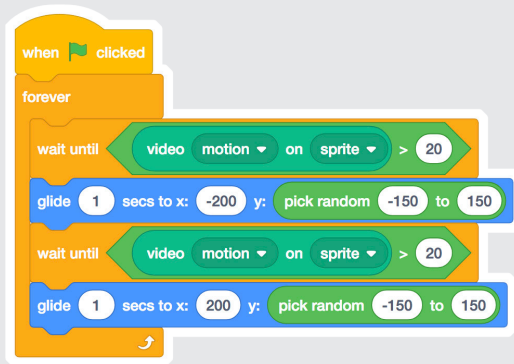 when clicked
forever
wait until video motion on sprite > 20
glide 1 secs to x: -200 y: pick random -150 to 150
wait until video motion on sprite > 20
glide 1 secs to x: 200 y: pick random -150 to 150